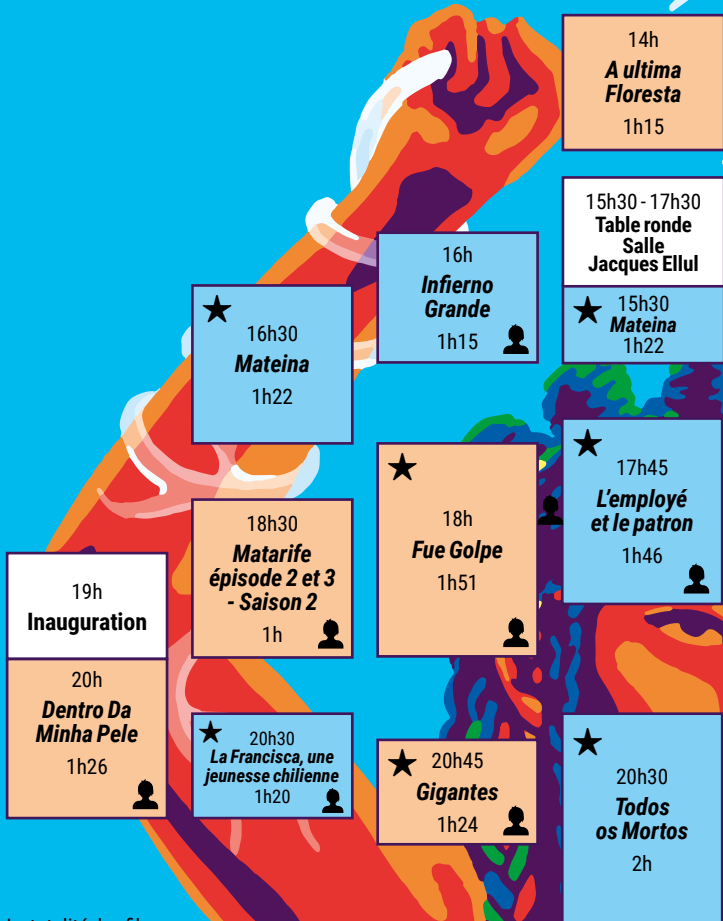 19h
Inauguration
20h
Dentro Da
Minha Pele
1h26
16h30
Mateina
1h22
18h30
Matarife
épisode 2 et 3
- Saison 2
1h
20h30
La Francisca, une
jeunesse chilienne
1h20
16h
Infierno
Grande
1h15
18h
Fue Golpe
1h51
20h45
Gigantes
1h24
14h
A ultima
Floresta
1h15
15h30 - 17h30
Table ronde
Salle
Jacques Ellul
15h30
Mateina
1h22
17h45
L'employé
et le patron
1h46
20h30
Todos
os Mortos
2h